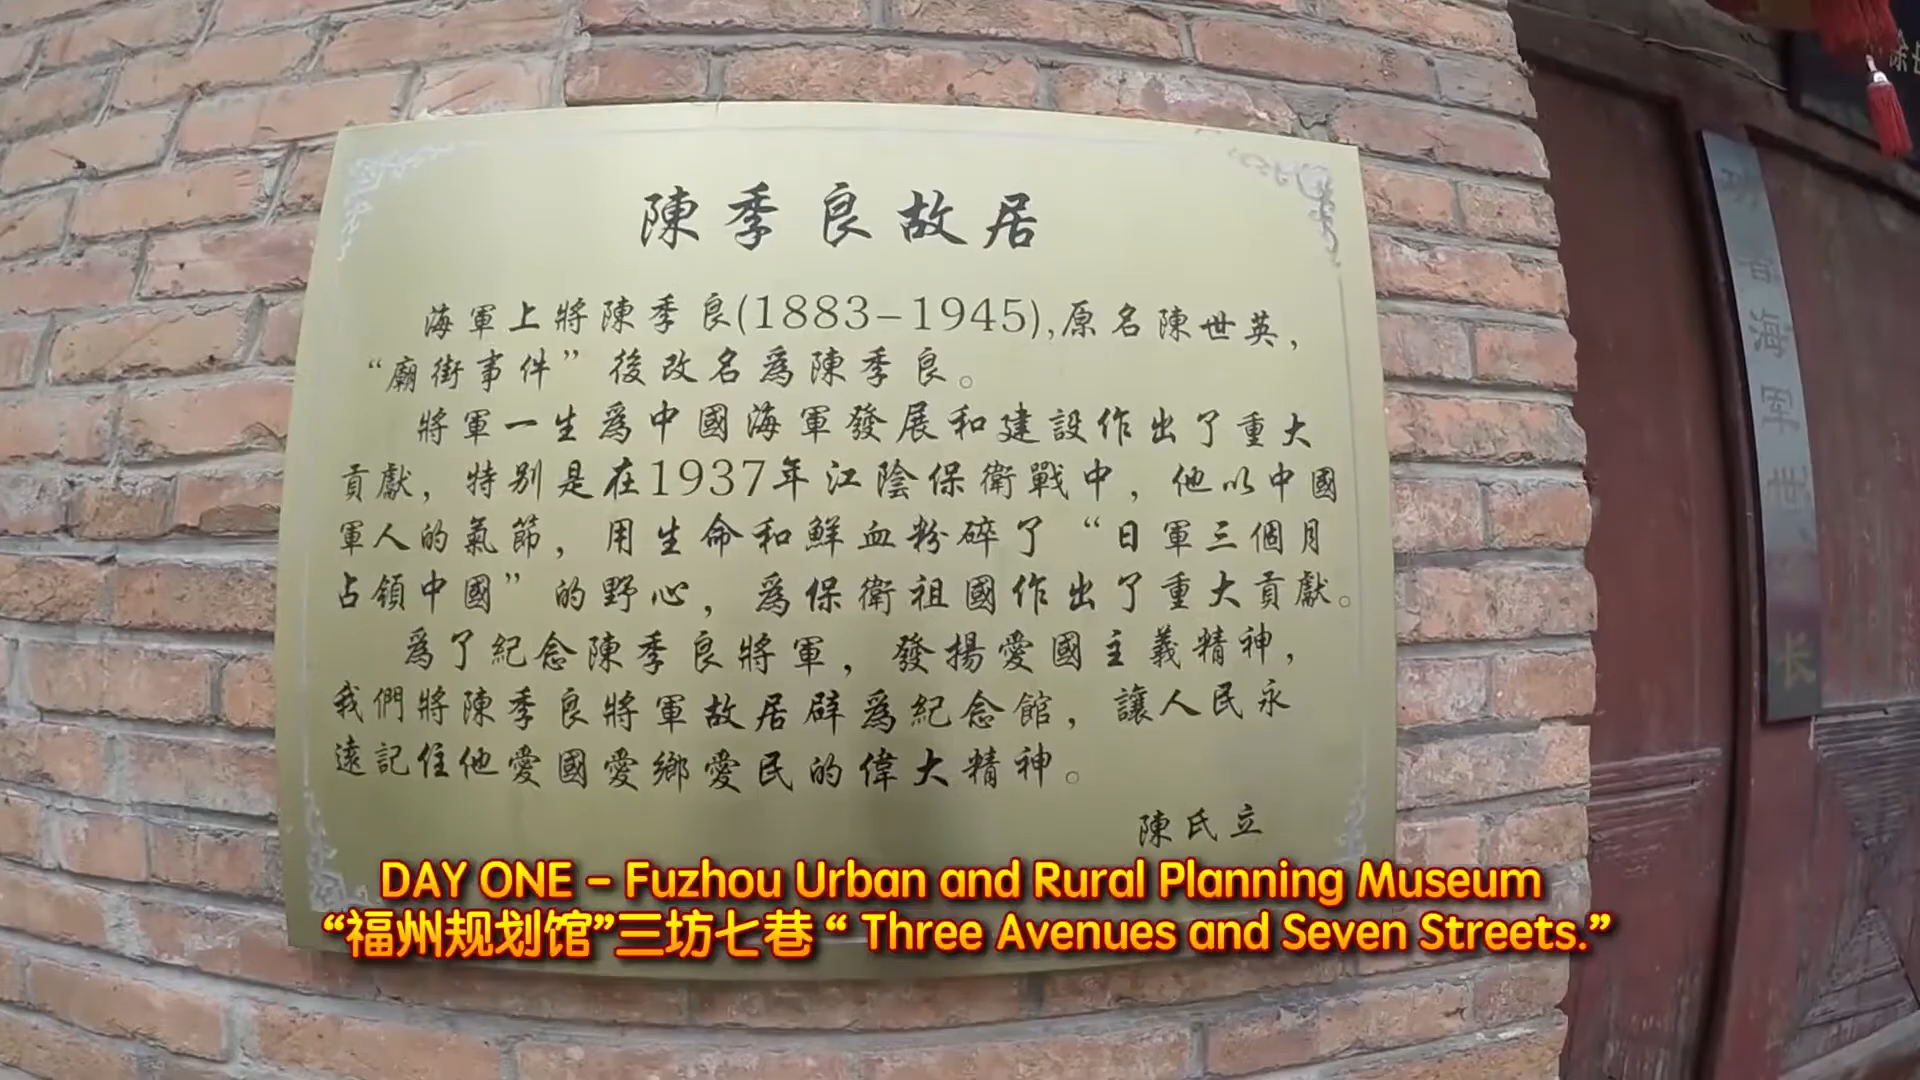 陳季良故居
海軍上將陳季良(1883-1945),原名陳世英，
“廟街事件”後改名爲陳季良。
將軍一生爲中國海軍發展和建設作出了重大
貢獻，特别是在1937年江陰保衛戰中，他以中國
軍人的氣節，用生命和鮮血粉碎了“日軍三個月
占領中國”的野心，爲保衛祖國作出了重大貢獻。
爲了紀念陳季良將軍，發揚愛國主義精神，
我們將陳季良將軍故居辟爲紀念館，讓人民永
遠記住他愛國愛鄉愛民的偉大精神。
陳氏立
海军世
长
DAY ONE - Fuzhou Urban and Rural Planning Museum
“福州规划馆”三坊七巷 “ Three Avenues and Seven Streets.”